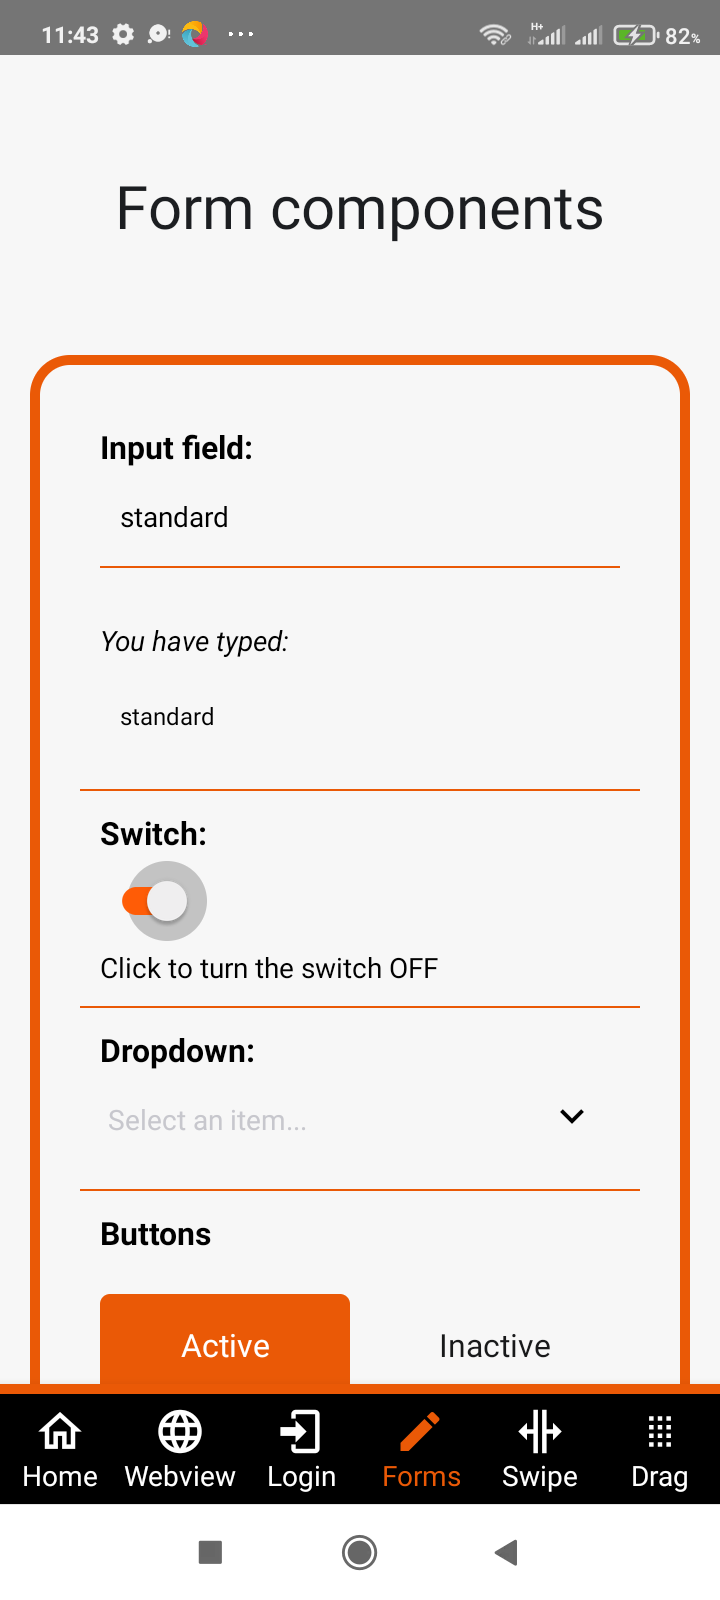 11:43
H+
82%
Form components
Input field:
standard
You have typed:
standard
Switch:
Click to turn the switch OFF
Dropdown:
Select an item...
Buttons
Active Inactive
Home Webview Login Forms Swipe Drag